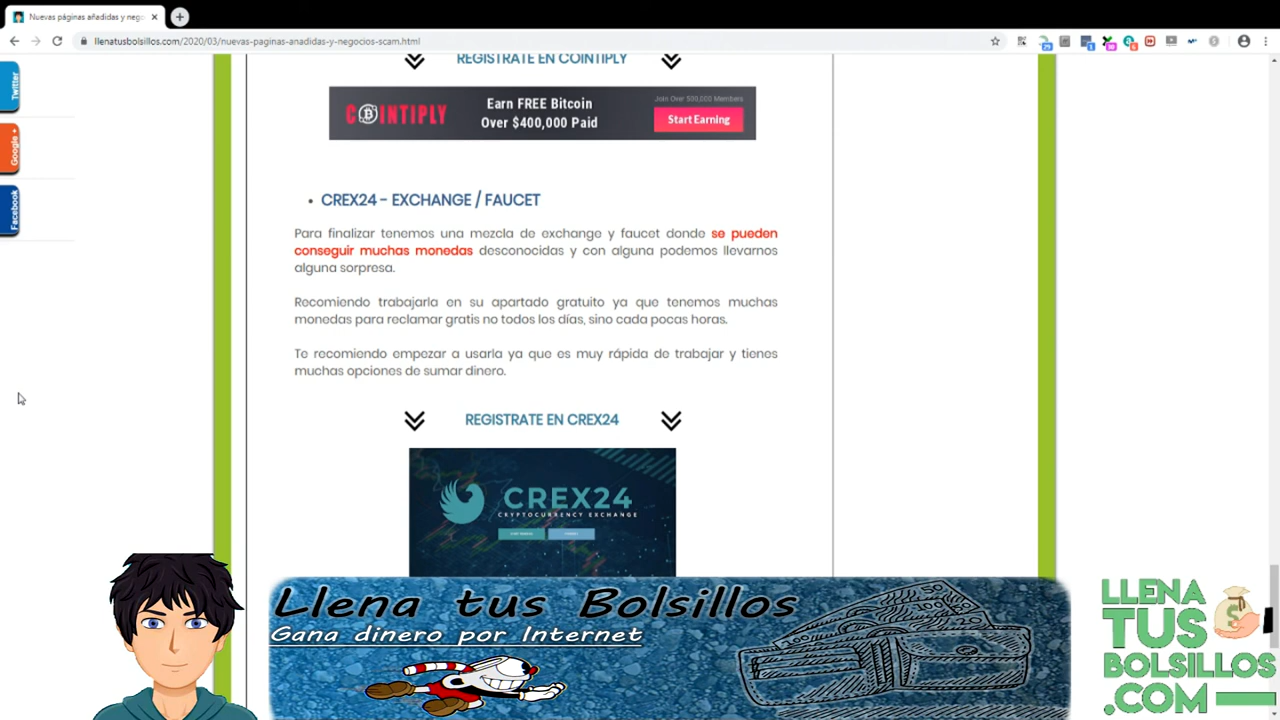 Nuevas páginas añadidas y nego
llenatusbolsillos.com/2020/03/nuevas-paginas-anadidas-y-negocios-scam.html
Twitter
Google +
Facebook
REGISTRATE EN COINTIPLY
COINTIPLY
Earn FREE Bitcoin
Over $400,000 Paid
Join Over 500,000 Members
Start Earning
• CREX24 - EXCHANGE / FAUCET
Para finalizar tenemos una mezcla de exchange y faucet donde se pueden
conseguir muchas monedas desconocidas y con alguna podemos llevarnos
alguna sorpresa.
Recomiendo trabajarla en su apartado gratuito ya que tenemos muchas
monedas para reclamar gratis no todos los días, sino cada pocas horas.
Te recomiendo empezar a usarla ya que es muy rápida de trabajar y tienes
muchas opciones de sumar dinero.
REGISTRATE EN CREX24
CREX24
CRYPTOCURRENCY EXCHANGE
Llena tus Bolsillos
Gana dinero por Internet
LLENA
TUS
BOLSILLOS
.COM